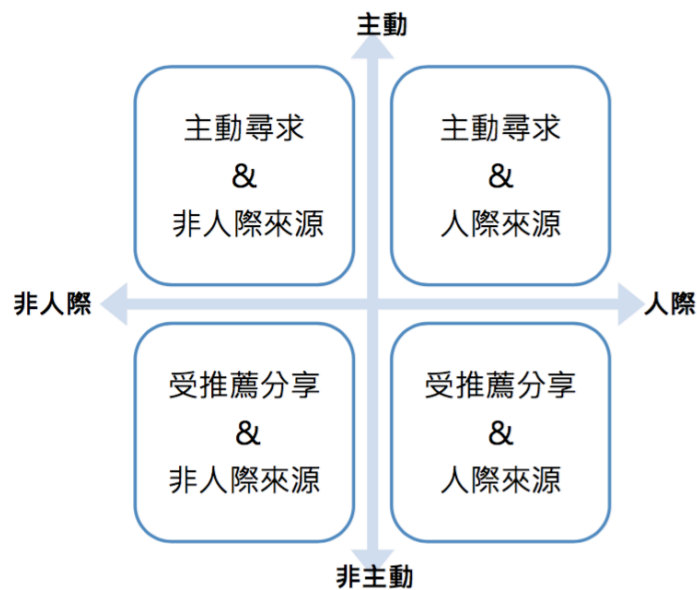 主動
主動尋求
&
非人際來源
主動尋求
&
人際來源
非人際
人際
受推薦分享
&
非人際來源
受推薦分享
&
人際來源
非主動